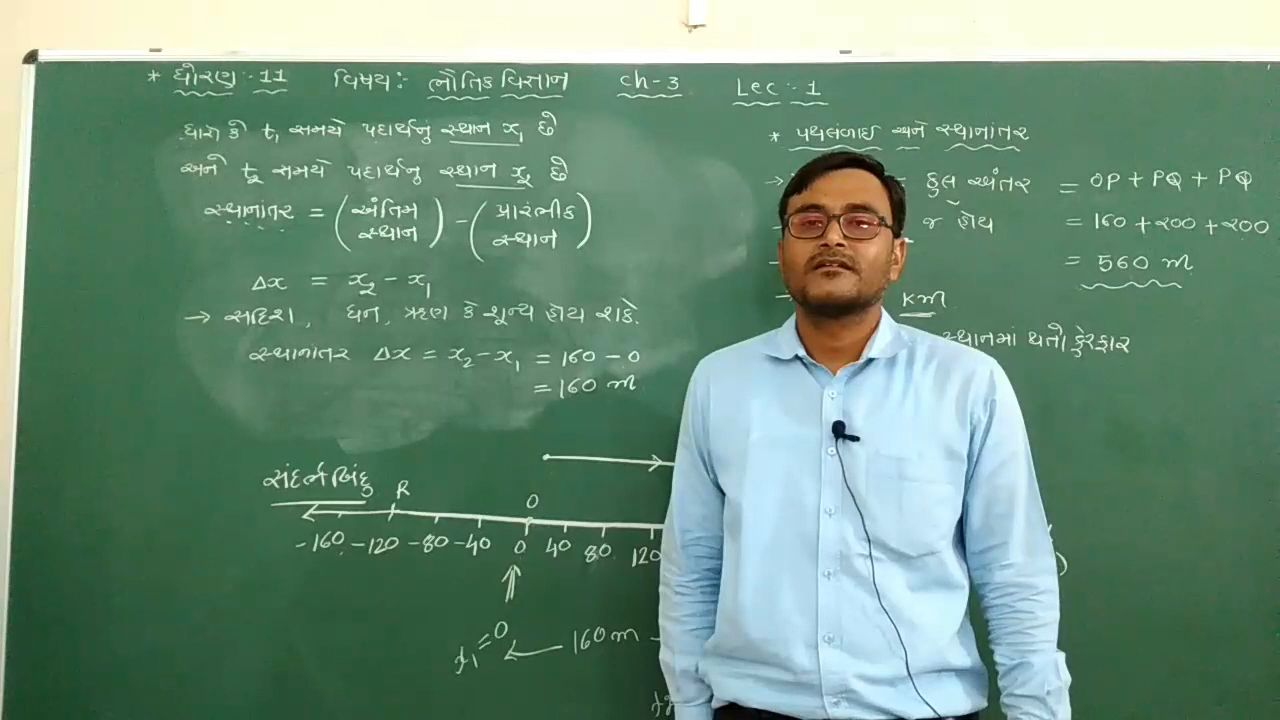 * ધોરણ :- 11 વિષય : ભૌતિક વિજ્ઞાન ch-3 Lec :- 1
ધારો કે t₁ સમયે પદાર્થનું સ્થાન x₁ છે
અને t₂ સમયે પદાર્થનુ સ્થાન x₂ છે
સ્થાનાંતર = (અંતિમ સ્થાન) - (પ્રારંભીક સ્થાન)
Δx = x₂ - x₁
→ સદિશ, ધન, ઋણ કે શૂન્ય હોય શકે.
સ્થાનાંતર Δx = x₂ - x₁ = 160 - 0
= 160 m
* પથલંબાઈ અને સ્થાનાંતર
→ = કુલ અંતર = OP + PQ + PQ
જ હોય = 160 + 200 + 200
= 560 m
km
સ્થાનમાં થતો ફેરફાર
સંદર્ભબિંદુ
R O
-160 -120 -80 -40 0 40 80 120
x₁ = 0 ← 160m -